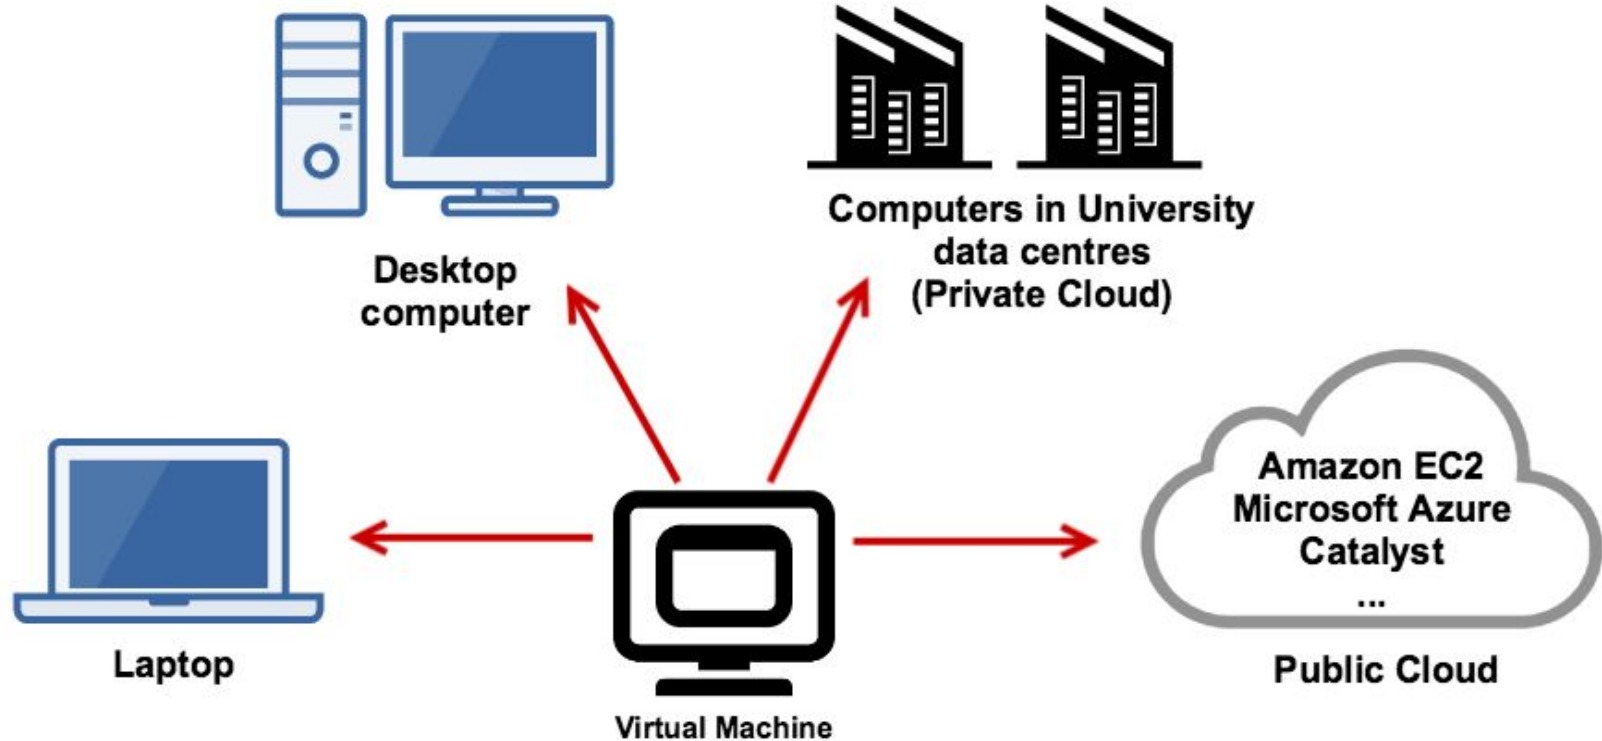 Desktop
computer
Computers in University
data centres
(Private Cloud)
Laptop
Virtual Machine
Amazon EC2
Microsoft Azure
Catalyst
...
Public Cloud